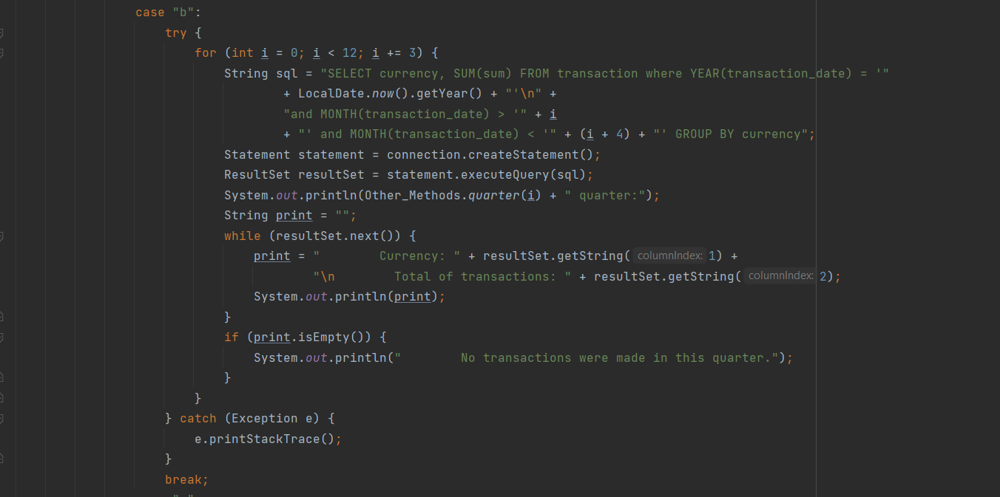 case "b":
try {
for (int i = 0; i < 12; i += 3) {
String sql = "SELECT currency, SUM(sum) FROM transaction where YEAR(transaction_date) = '"
+ LocalDate.now().getYear() + "'\n" +
"and MONTH(transaction_date) > '" + i
+ "' and MONTH(transaction_date) < '" + (i + 4) + "' GROUP BY currency";
Statement statement = connection.createStatement();
ResultSet resultSet = statement.executeQuery(sql);
System.out.println(Other_Methods.quarter(i) + " quarter:");
String print = "";
while (resultSet.next()) {
print = "        Currency: " + resultSet.getString( columnIndex: 1) +
"\n        Total of transactions: " + resultSet.getString( columnIndex: 2);
System.out.println(print);
}
if (print.isEmpty()) {
System.out.println("        No transactions were made in this quarter.");
}
}
} catch (Exception e) {
e.printStackTrace();
}
break;